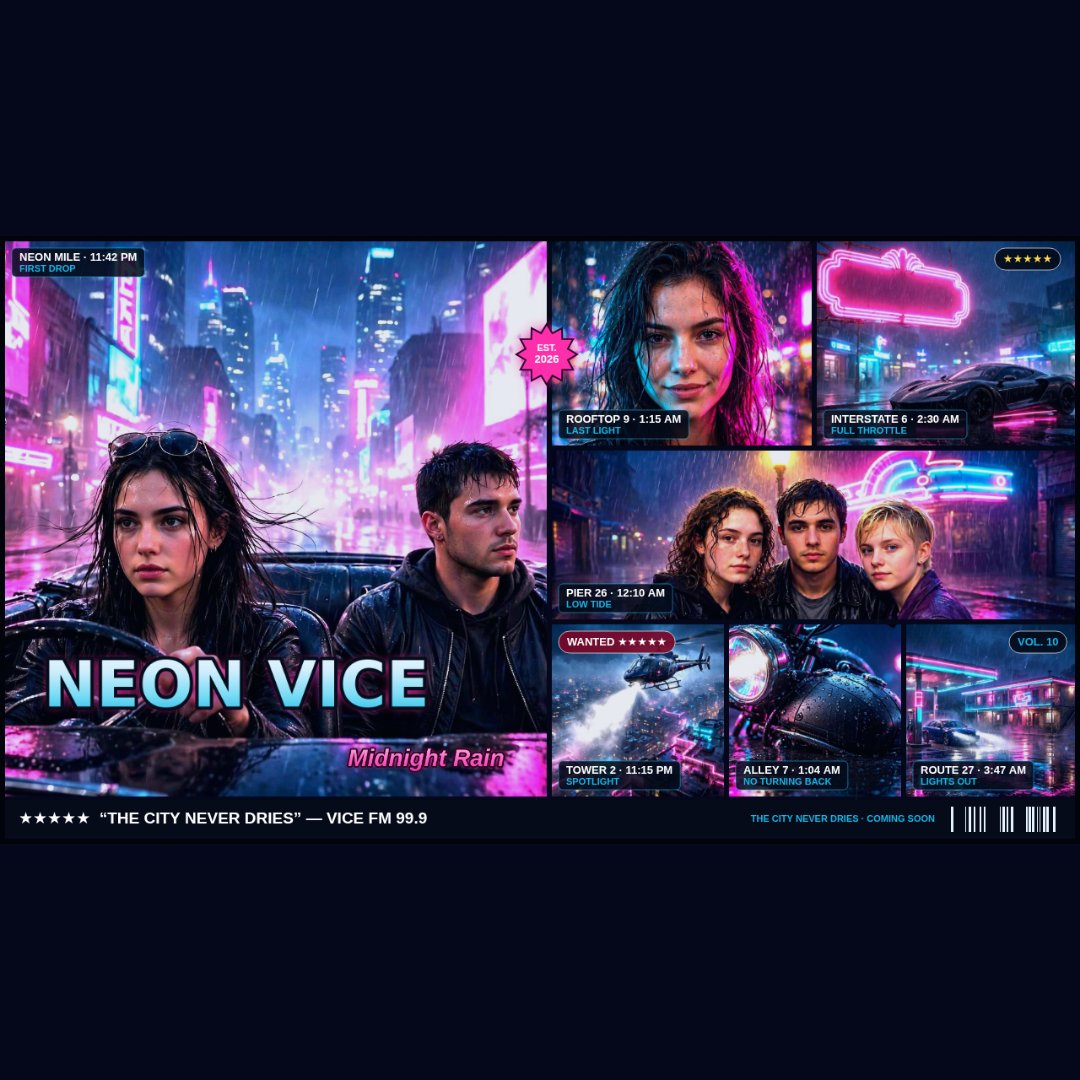 NEON MILE · 11:42 PM
FIRST DROP
EST.
2026
ROOFTOP 9 · 1:15 AM
LAST LIGHT
★★★★★
INTERSTATE 6 · 2:30 AM
FULL THROTTLE
PIER 26 · 12:10 AM
LOW TIDE
NEON VICE
Midnight Rain
WANTED ★★★★★
TOWER 2 · 11:15 PM
SPOTLIGHT
ALLEY 7 · 1:04 AM
NO TURNING BACK
VOL. 10
ROUTE 27 · 3:47 AM
LIGHTS OUT
★★★★★ “THE CITY NEVER DRIES” — VICE FM 99.9
THE CITY NEVER DRIES · COMING SOON